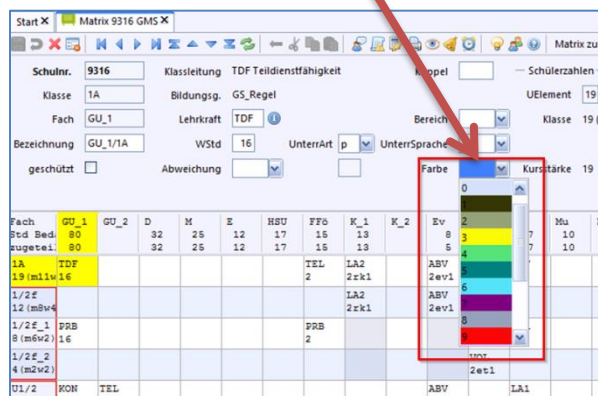 Start X Matrix 9316 GMS X
Matrix zu
Schulnr. 9316 Klassleitung TDF Teildienstfähigkeit Schülerzahlen
Klasse 1A Bildungsg. GS_Regel UElement 19
Fach GU_1 Lehrkraft TDF Bereich Klasse 19
Bezeichnung GU_1/1A WStd 16 UnterrArt p UnterrSprache
geschützt Abweichung Farbe Kursstärke 19
0
1
2
3
4
5
6
7
8
9
Fach GU_1 GU_2 D M E HSU FFö K_1 K_2 Ev Mu
Std Bed 80 32 25 12 17 15 13 8 7 10
zugeteil 80 32 25 12 17 15 13 5 7 10
1A TDF TEL LA2 ABV
19(m11w 16 2 2rk1 2ev1
1/2f LA2 ABV
12(m8w4 2rk1 2ev1
1/2f_1 PRB PRB
8(m6w2) 16 2
1/2f_2
4(m2w2) 2et1
U1/2 KON TEL ABV LA1